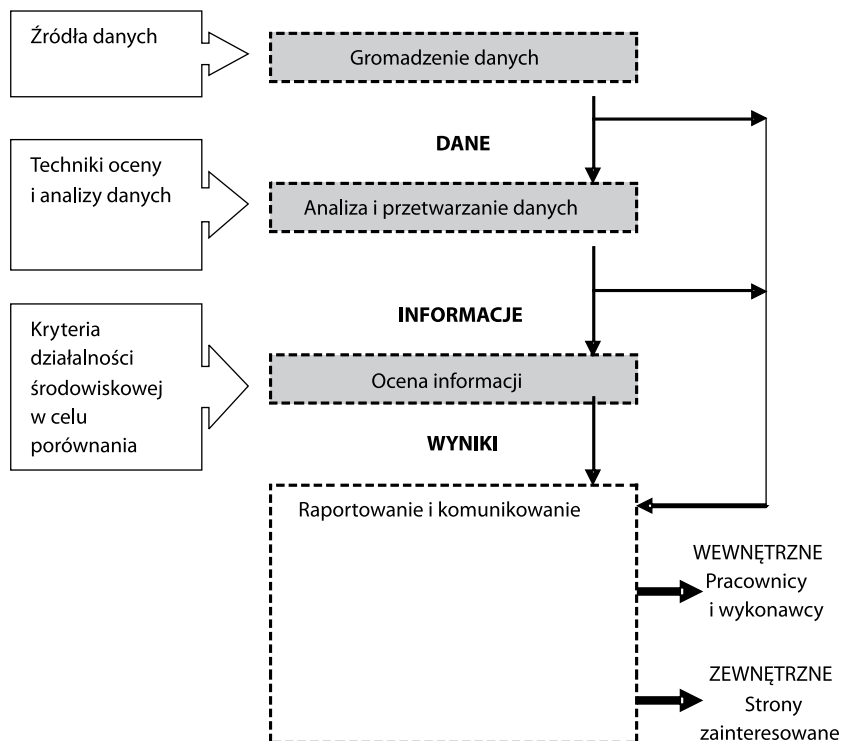 Źródła danych
Gromadzenie danych
DANE
Techniki oceny
i analizy danych
Analiza i przetwarzanie danych
INFORMACJE
Kryteria
działalności
środowiskowej
w celu
porównania
Ocena informacji
WYNIKI
Raportowanie i komunikowanie
WEWNĘTRZNE
Pracownicy
i wykonawcy
ZEWNĘTRZNE
Strony
zainteresowane